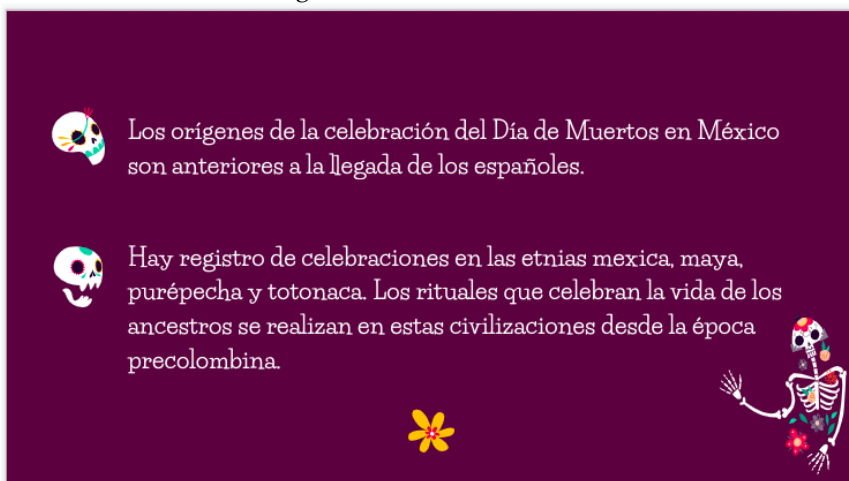 Los orígenes de la celebración del Día de Muertos en México
son anteriores a la llegada de los españoles.
Hay registro de celebraciones en las etnias mexica, maya,
purépecha y totonaca. Los rituales que celebran la vida de los
ancestros se realizan en estas civilizaciones desde la época
precolombina.